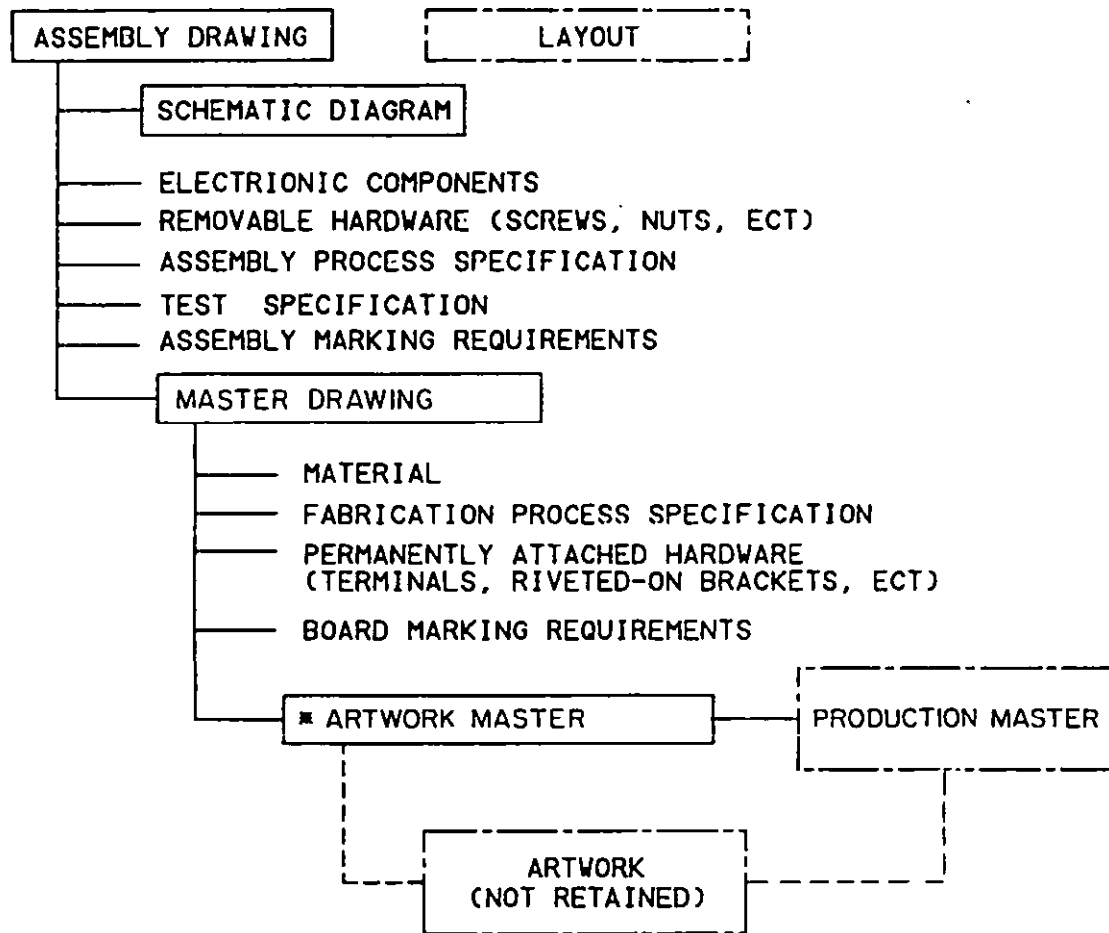 ASSEMBLY DRAWING
LAYOUT
SCHEMATIC DIAGRAM
ELECTRIONIC COMPONENTS
REMOVABLE HARDWARE (SCREWS, NUTS, ECT)
ASSEMBLY PROCESS SPECIFICATION
TEST SPECIFICATION
ASSEMBLY MARKING REQUIREMENTS
MASTER DRAWING
MATERIAL
FABRICATION PROCESS SPECIFICATION
PERMANENTLY ATTACHED HARDWARE
(TERMINALS, RIVETED-ON BRACKETS, ECT)
BOARD MARKING REQUIREMENTS
* ARTWORK MASTER
PRODUCTION MASTER
ARTWORK
(NOT RETAINED)